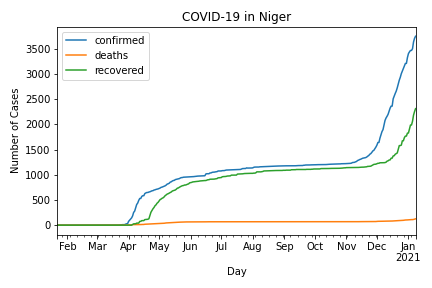 COVID-19 in Niger
confirmed
deaths
recovered
Number of Cases
3500
3000
2500
2000
1500
1000
500
0
Feb Mar Apr May Jun Jul Aug Sep Oct Nov Dec Jan
2021
Day